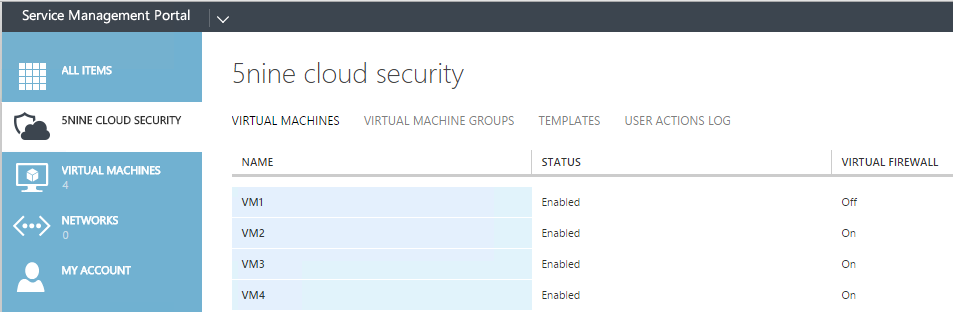 Service Management Portal
ALL ITEMS
5NINE CLOUD SECURITY
VIRTUAL MACHINES
4
NETWORKS
0
MY ACCOUNT
5nine cloud security
VIRTUAL MACHINES VIRTUAL MACHINE GROUPS TEMPLATES USER ACTIONS LOG
NAME STATUS VIRTUAL FIREWALL
VM1 Enabled Off
VM2 Enabled On
VM3 Enabled On
VM4 Enabled On